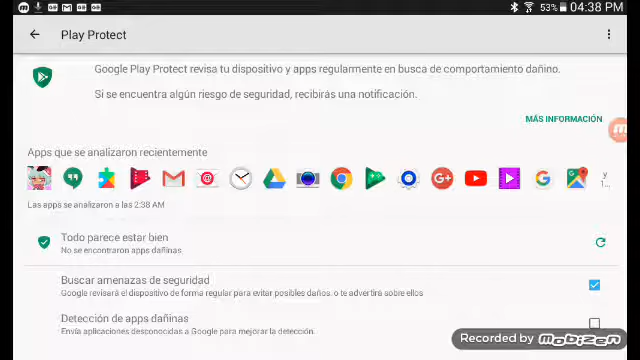 53% 04:38 PM
Play Protect
Google Play Protect revisa tu dispositivo y apps regularmente en busca de comportamiento dañino.
Si se encuentra algún riesgo de seguridad, recibirás una notificación.
MÁS INFORMACIÓN
Apps que se analizaron recientemente
y
1...
Las apps se analizaron a las 2:38 AM
Todo parece estar bien
No se encontraron apps dañinas
Buscar amenazas de seguridad
Google revisará el dispositivo de forma regular para evitar posibles daños, o te advertirá sobre ellos
Detección de apps dañinas
Envía aplicaciones desconocidas a Google para mejorar la detección.
Recorded by Mobizen